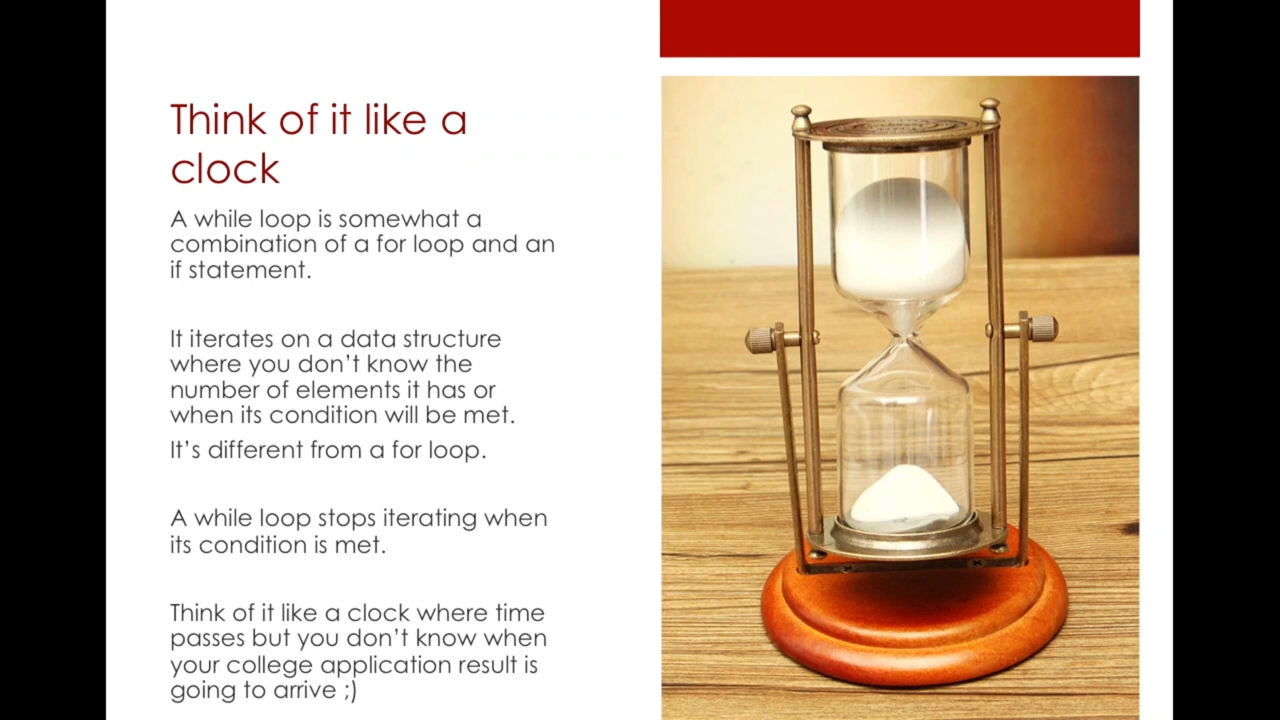 Think of it like a
clock
A while loop is somewhat a
combination of a for loop and an
if statement.
It iterates on a data structure
where you don’t know the
number of elements it has or
when its condition will be met.
It’s different from a for loop.
A while loop stops iterating when
its condition is met.
Think of it like a clock where time
passes but you don’t know when
your college application result is
going to arrive ;)